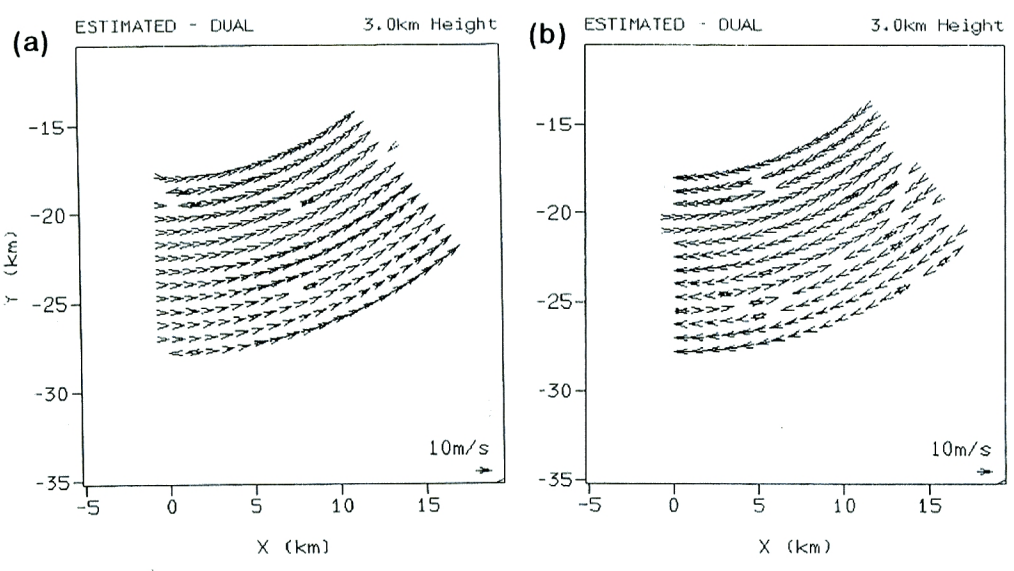 (a) ESTIMATED - DUAL 3.0km Height
-15
-20
-25
-30
-35
Y (km)
10m/s
-5 0 5 10 15
X (km)
(b) ESTIMATED - DUAL 3.0km Height
-15
-20
-25
-30
-35
10m/s
-5 0 5 10 15
X (km)